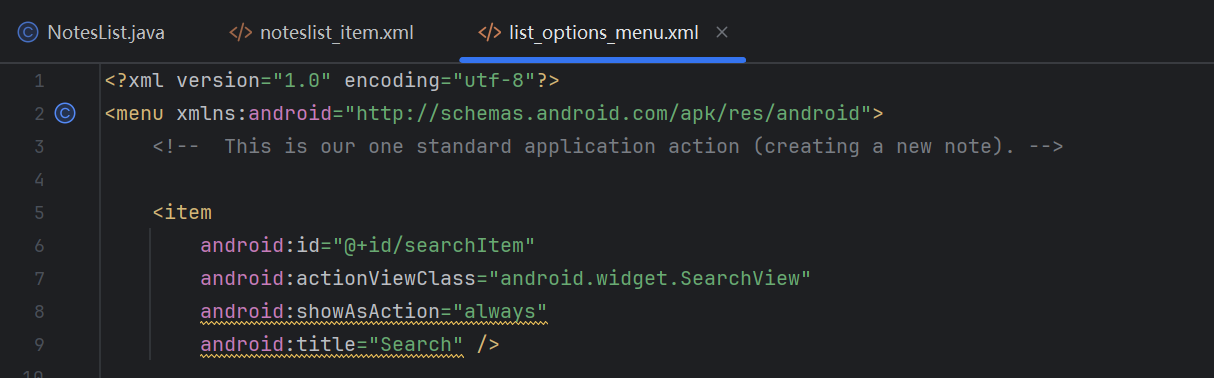 NotesList.java noteslist_item.xml list_options_menu.xml
1 <?xml version="1.0" encoding="utf-8"?>
2 <menu xmlns:android="http://schemas.android.com/apk/res/android">
3 <!--  This is our one standard application action (creating a new note). -->
4
5 <item
6 android:id="@+id/searchItem"
7 android:actionViewClass="android.widget.SearchView"
8 android:showAsAction="always"
9 android:title="Search" />
10